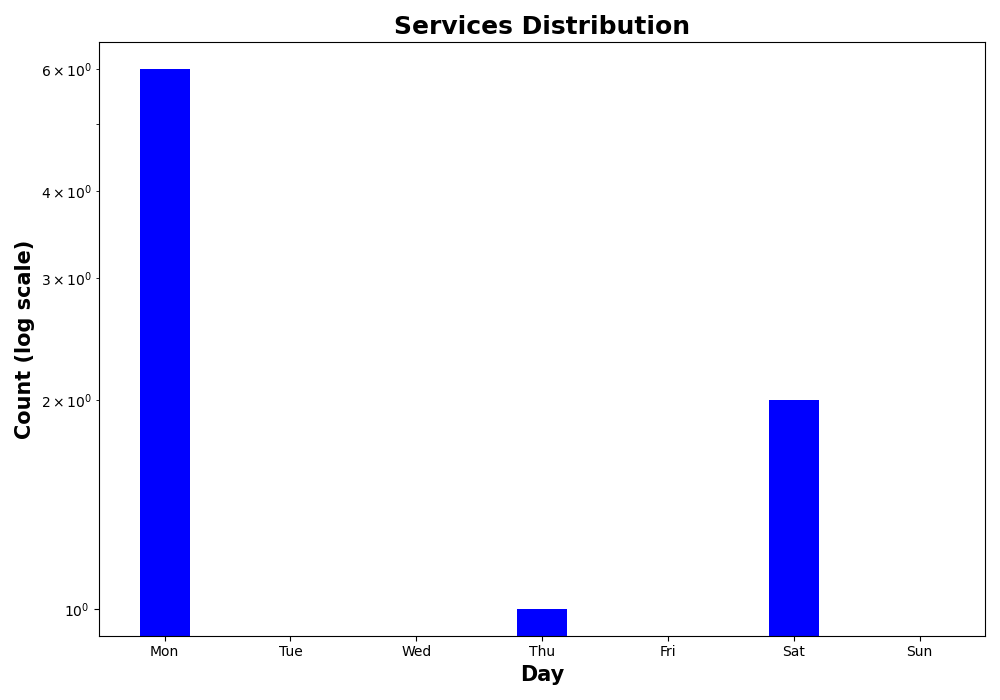 Services Distribution
Count (log scale)
6 × 10⁰
4 × 10⁰
3 × 10⁰
2 × 10⁰
10⁰
Mon Tue Wed Thu Fri Sat Sun
Day